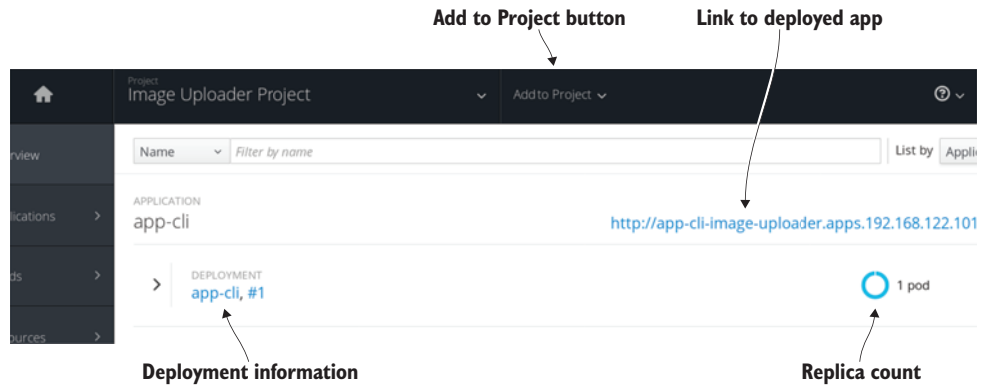 Add to Project button
Link to deployed app
Project
Image Uploader Project
Add to Project
rview
Name
Filter by name
List by
Appli
lications
APPLICATION
app-cli
http://app-cli-image-uploader.apps.192.168.122.101
ds
DEPLOYMENT
app-cli, #1
1 pod
ources
Deployment information
Replica count